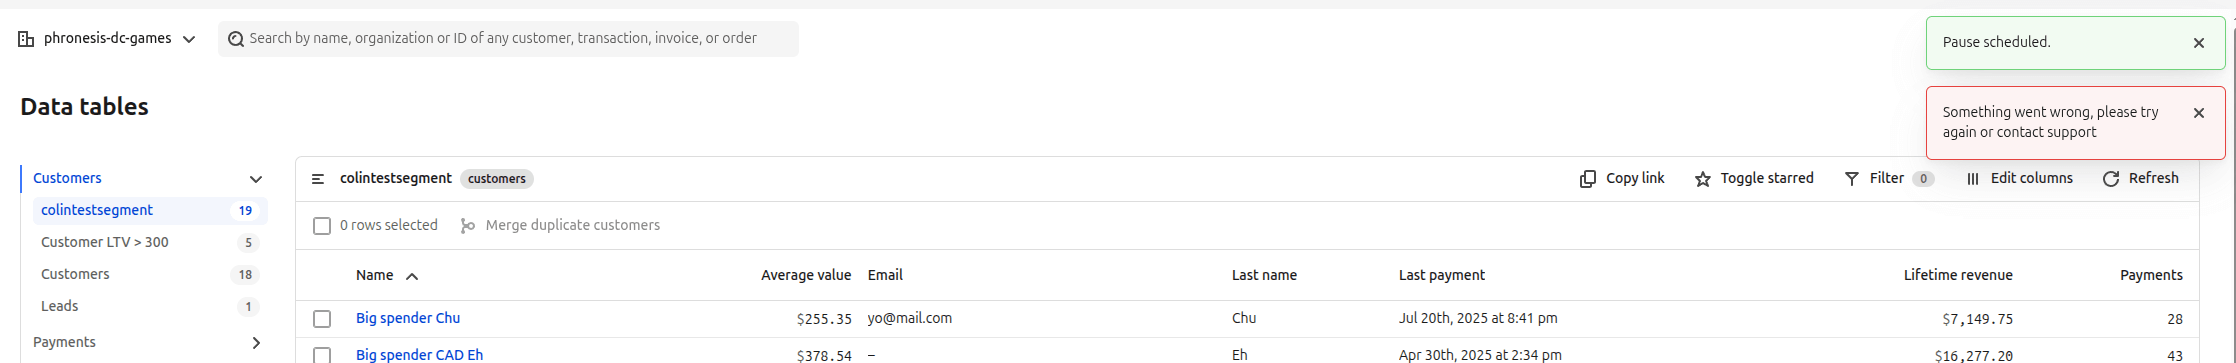 phronesis-dc-games
Search by name, organization or ID of any customer, transaction, invoice, or order
Pause scheduled.
Something went wrong, please try
again or contact support
Data tables
Customers
colintestsegment 19
Customer LTV > 300 5
Customers 18
Leads 1
Payments
colintestsegment customers Copy link Toggle starred Filter 0 Edit columns Refresh
0 rows selected Merge duplicate customers
Name Average value Email Last name Last payment Lifetime revenue Payments
Big spender Chu $255.35 yo@mail.com Chu Jul 20th, 2025 at 8:41 pm $7,149.75 28
Big spender CAD Eh $378.54 – Eh Apr 30th, 2025 at 2:34 pm $16,277.20 43